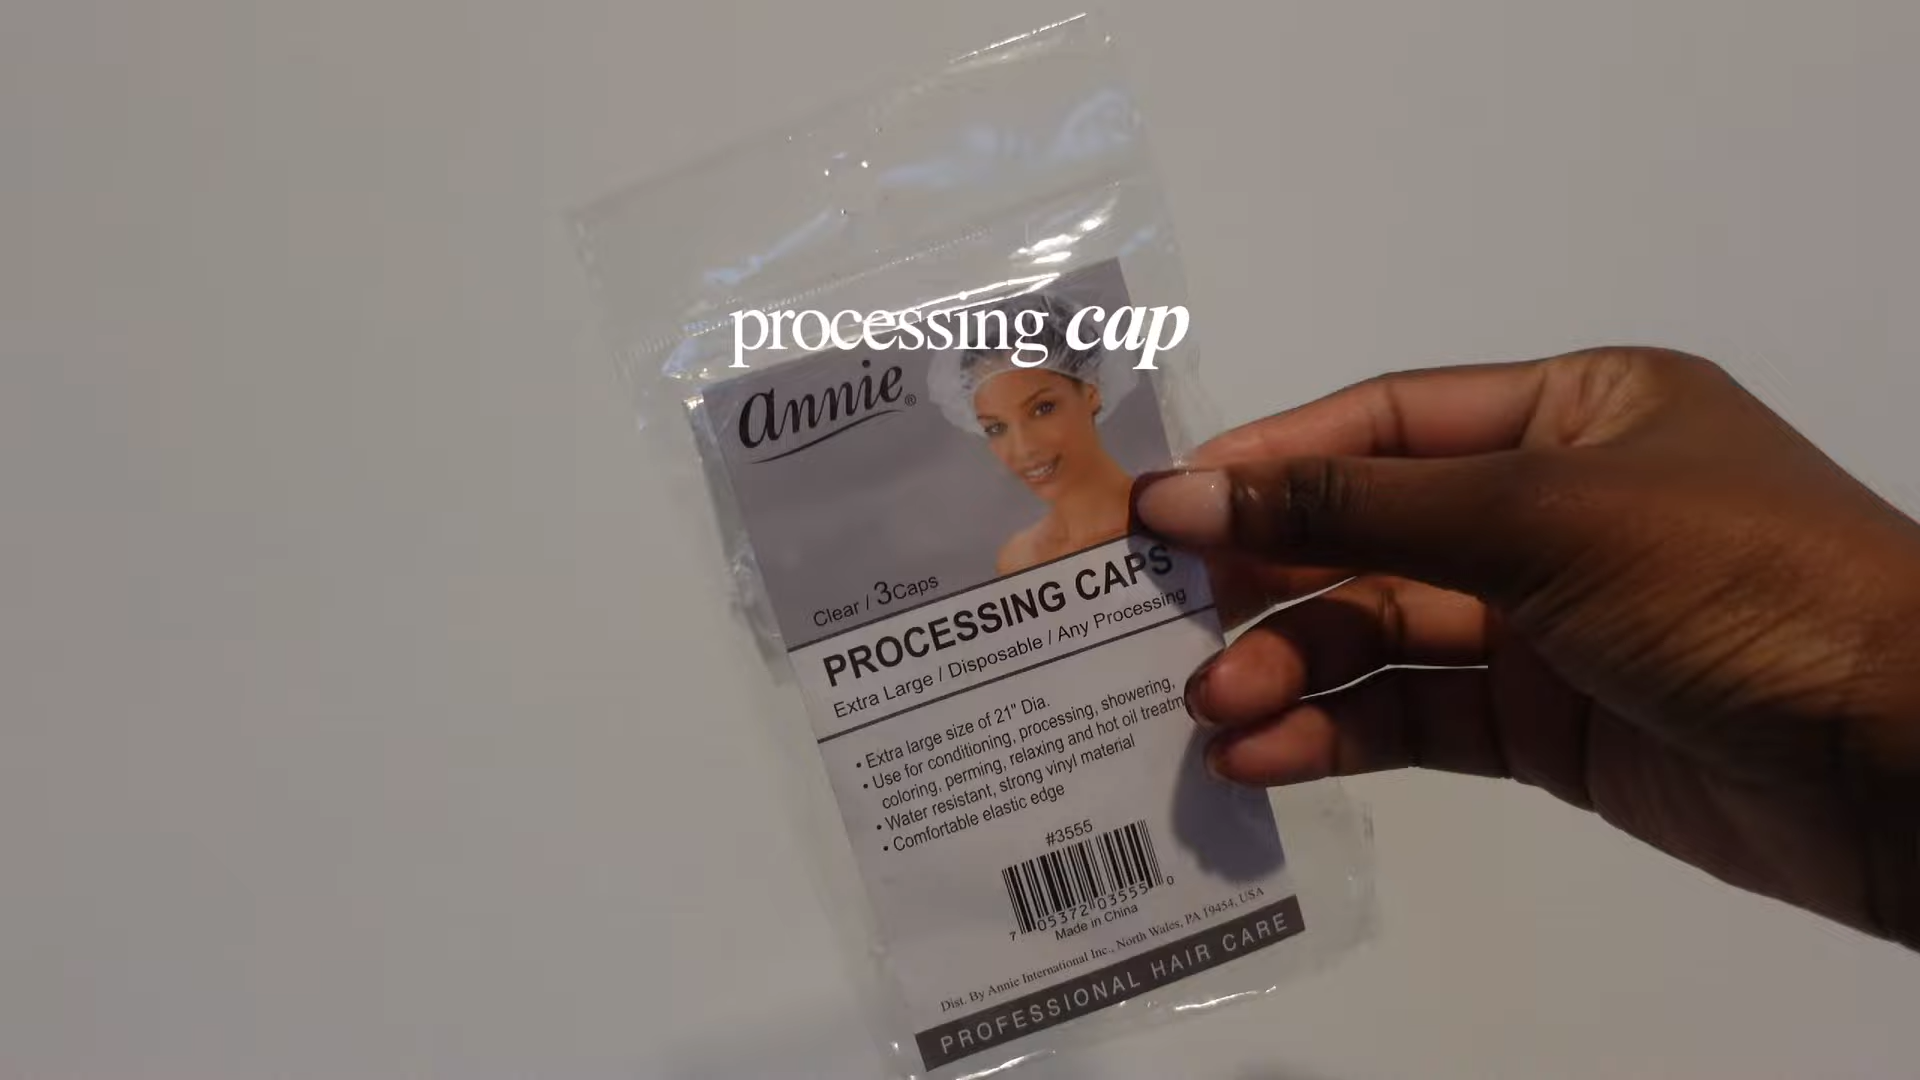 processing cap
annie®
Clear / 3Caps
PROCESSING CAPS
Extra Large / Disposable / Any Processing
• Extra large size of 21" Dia.
• Use for conditioning, processing, showering,
coloring, perming, relaxing and hot oil treatm
• Water resistant, strong vinyl material
• Comfortable elastic edge
#3555
7 05372 03555 0
Made in China
Dist. By Annie International Inc., North Wales, PA 19454, USA
PROFESSIONAL HAIR CARE